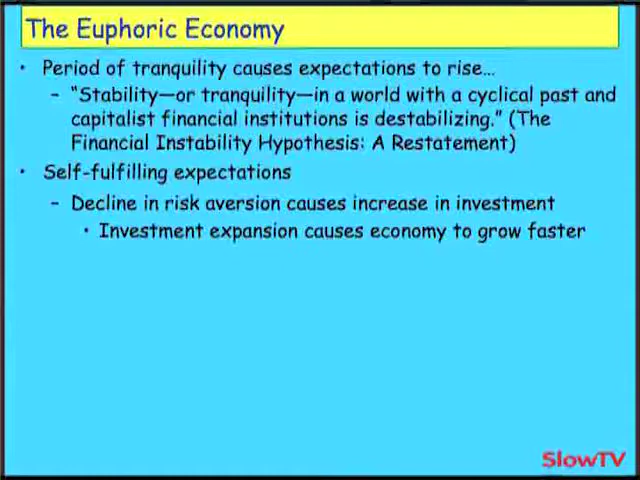 The Euphoric Economy
• Period of tranquility causes expectations to rise…
– “Stability—or tranquility—in a world with a cyclical past and
capitalist financial institutions is destabilizing.” (The
Financial Instability Hypothesis: A Restatement)
• Self-fulfilling expectations
– Decline in risk aversion causes increase in investment
• Investment expansion causes economy to grow faster
SlowTV